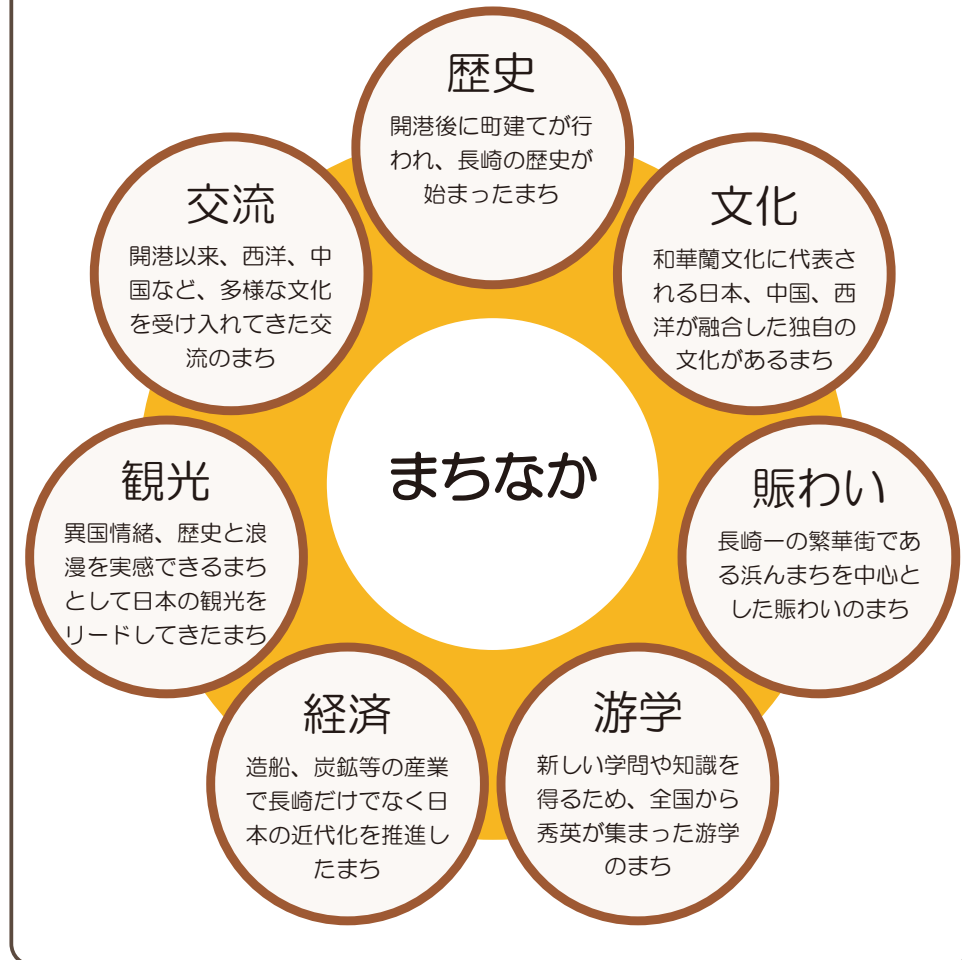 歴史
開港後に町建てが行
われ、長崎の歴史が
始まったまち
文化
和華蘭文化に代表さ
れる日本、中国、西
洋が融合した独自の
文化があるまち
賑わい
長崎一の繁華街であ
る浜んまちを中心と
した賑わいのまち
游学
新しい学問や知識を
得るため、全国から
秀英が集まった游学
のまち
経済
造船、炭鉱等の産業
で長崎だけでなく日
本の近代化を推進し
たまち
観光
異国情緒、歴史と浪
漫を実感できるまち
として日本の観光を
リードしてきたまち
交流
開港以来、西洋、中
国など、多様な文化
を受け入れてきた交
流のまち
まちなか